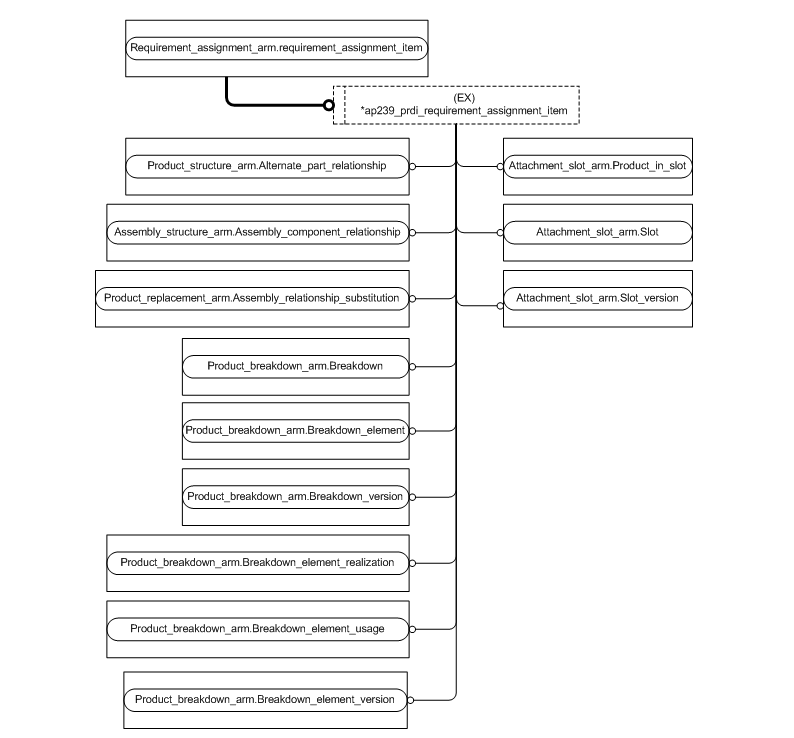 Requirement_assignment_arm.requirement_assignment_item
(EX)
*ap239_prdi_requirement_assignment_item
Product_structure_arm.Alternate_part_relationship
Attachment_slot_arm.Product_in_slot
Assembly_structure_arm.Assembly_component_relationship
Attachment_slot_arm.Slot
Product_replacement_arm.Assembly_relationship_substitution
Attachment_slot_arm.Slot_version
Product_breakdown_arm.Breakdown
Product_breakdown_arm.Breakdown_element
Product_breakdown_arm.Breakdown_version
Product_breakdown_arm.Breakdown_element_realization
Product_breakdown_arm.Breakdown_element_usage
Product_breakdown_arm.Breakdown_element_version